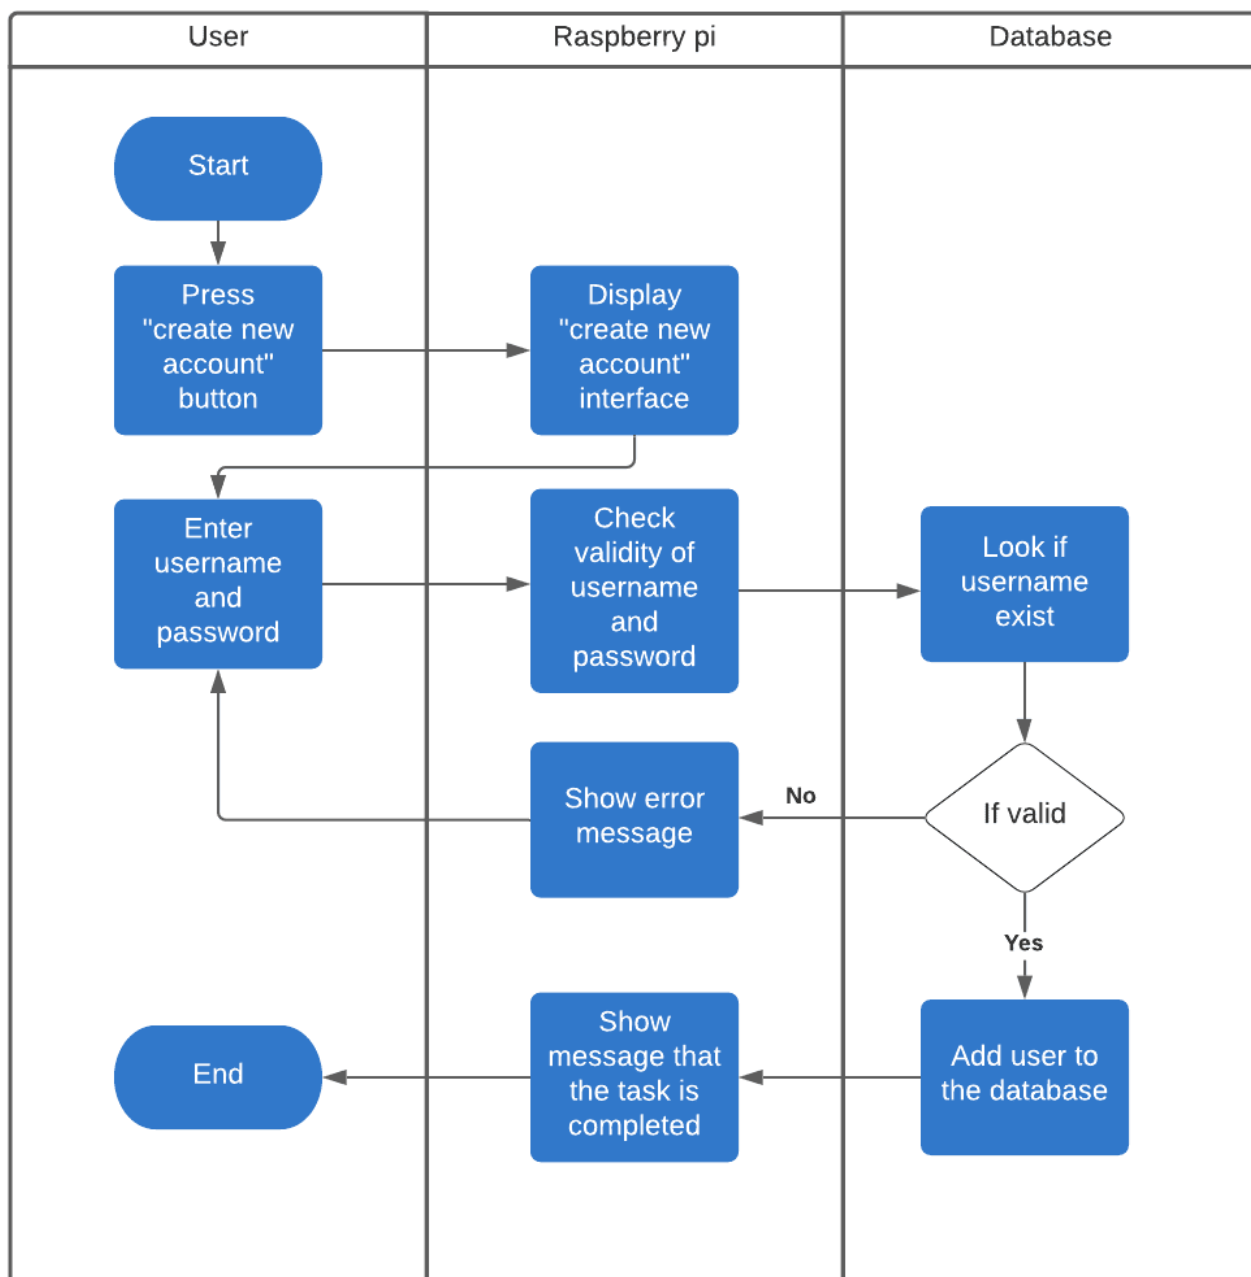 User
Raspberry pi
Database
Start
Press
"create new
account"
button
Display
"create new
account"
interface
Enter
username
and
password
Check
validity of
username
and
password
Look if
username
exist
Show error
message
No
If valid
Yes
End
Show
message that
the task is
completed
Add user to
the database